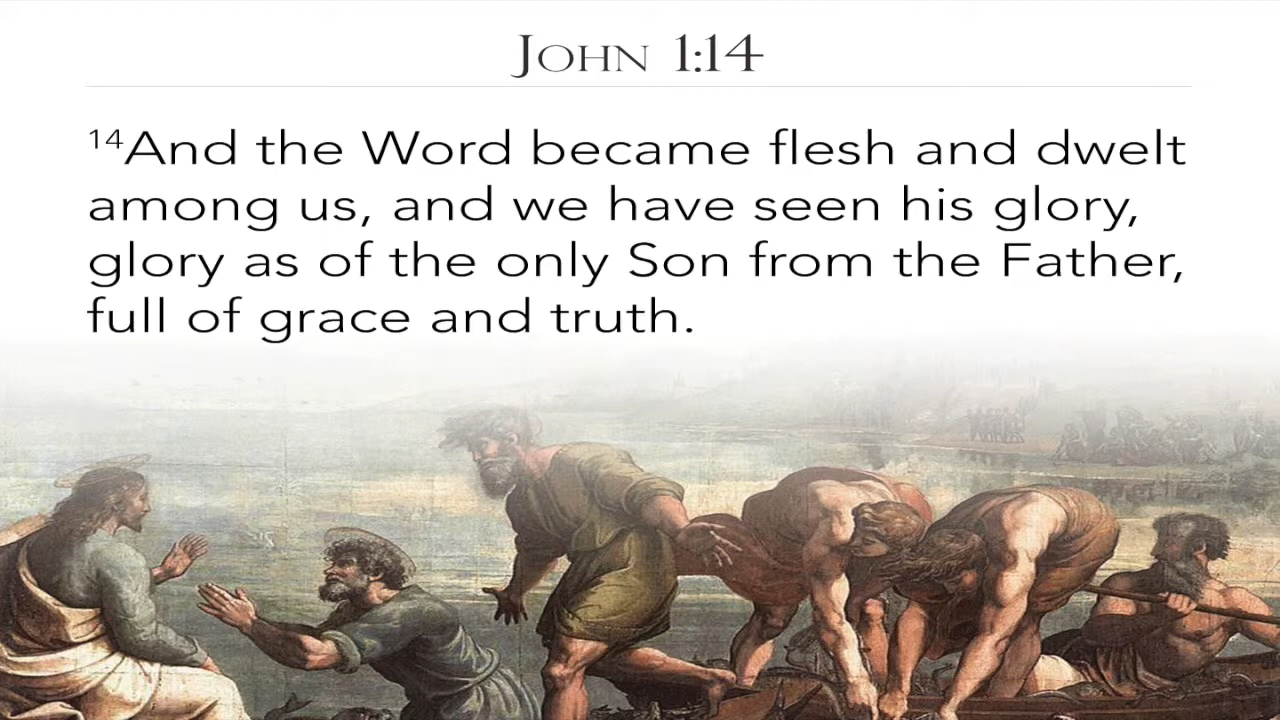 John 1:14
¹⁴And the Word became flesh and dwelt
among us, and we have seen his glory,
glory as of the only Son from the Father,
full of grace and truth.